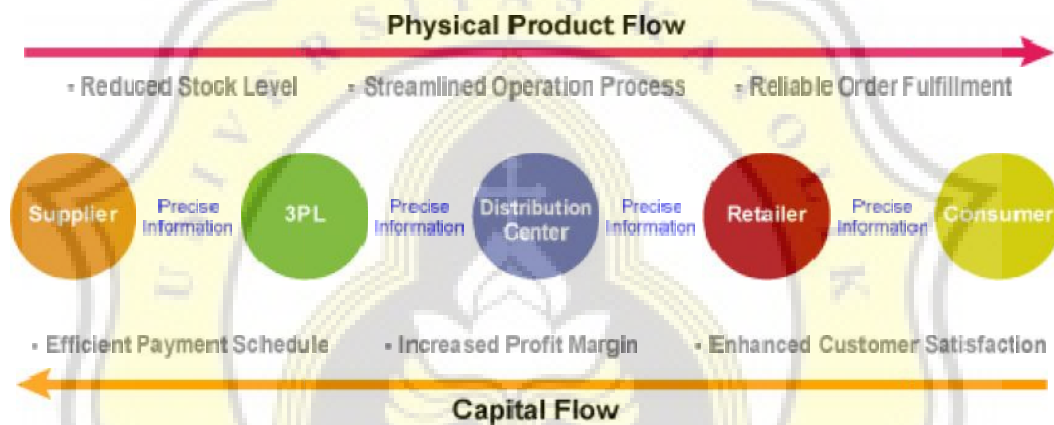 Physical Product Flow
▪ Reduced Stock Level ▪ Streamlined Operation Process ▪ Reliable Order Fulfillment
Supplier
Precise
Information
3PL
Precise
Information
Distribution
Center
Precise
Information
Retailer
Precise
Information
Consumer
▪ Efficient Payment Schedule ▪ Increased Profit Margin ▪ Enhanced Customer Satisfaction
Capital Flow